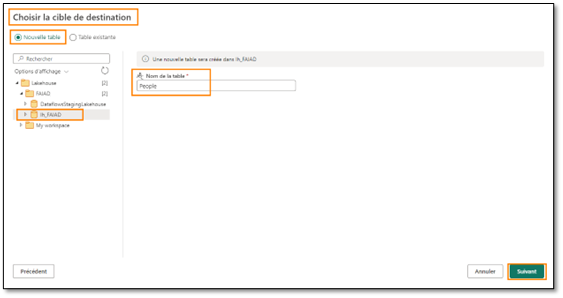 Choisir la cible de destination
Nouvelle table
Table existante
Rechercher
Options d'affichage
Lakehouse [2]
FAIAD [2]
DataflowsStagingLakehouse
lh_FAIAD
My workspace
Une nouvelle table sera créée dans lh_FAIAD
Nom de la table *
People
Précédent
Annuler
Suivant